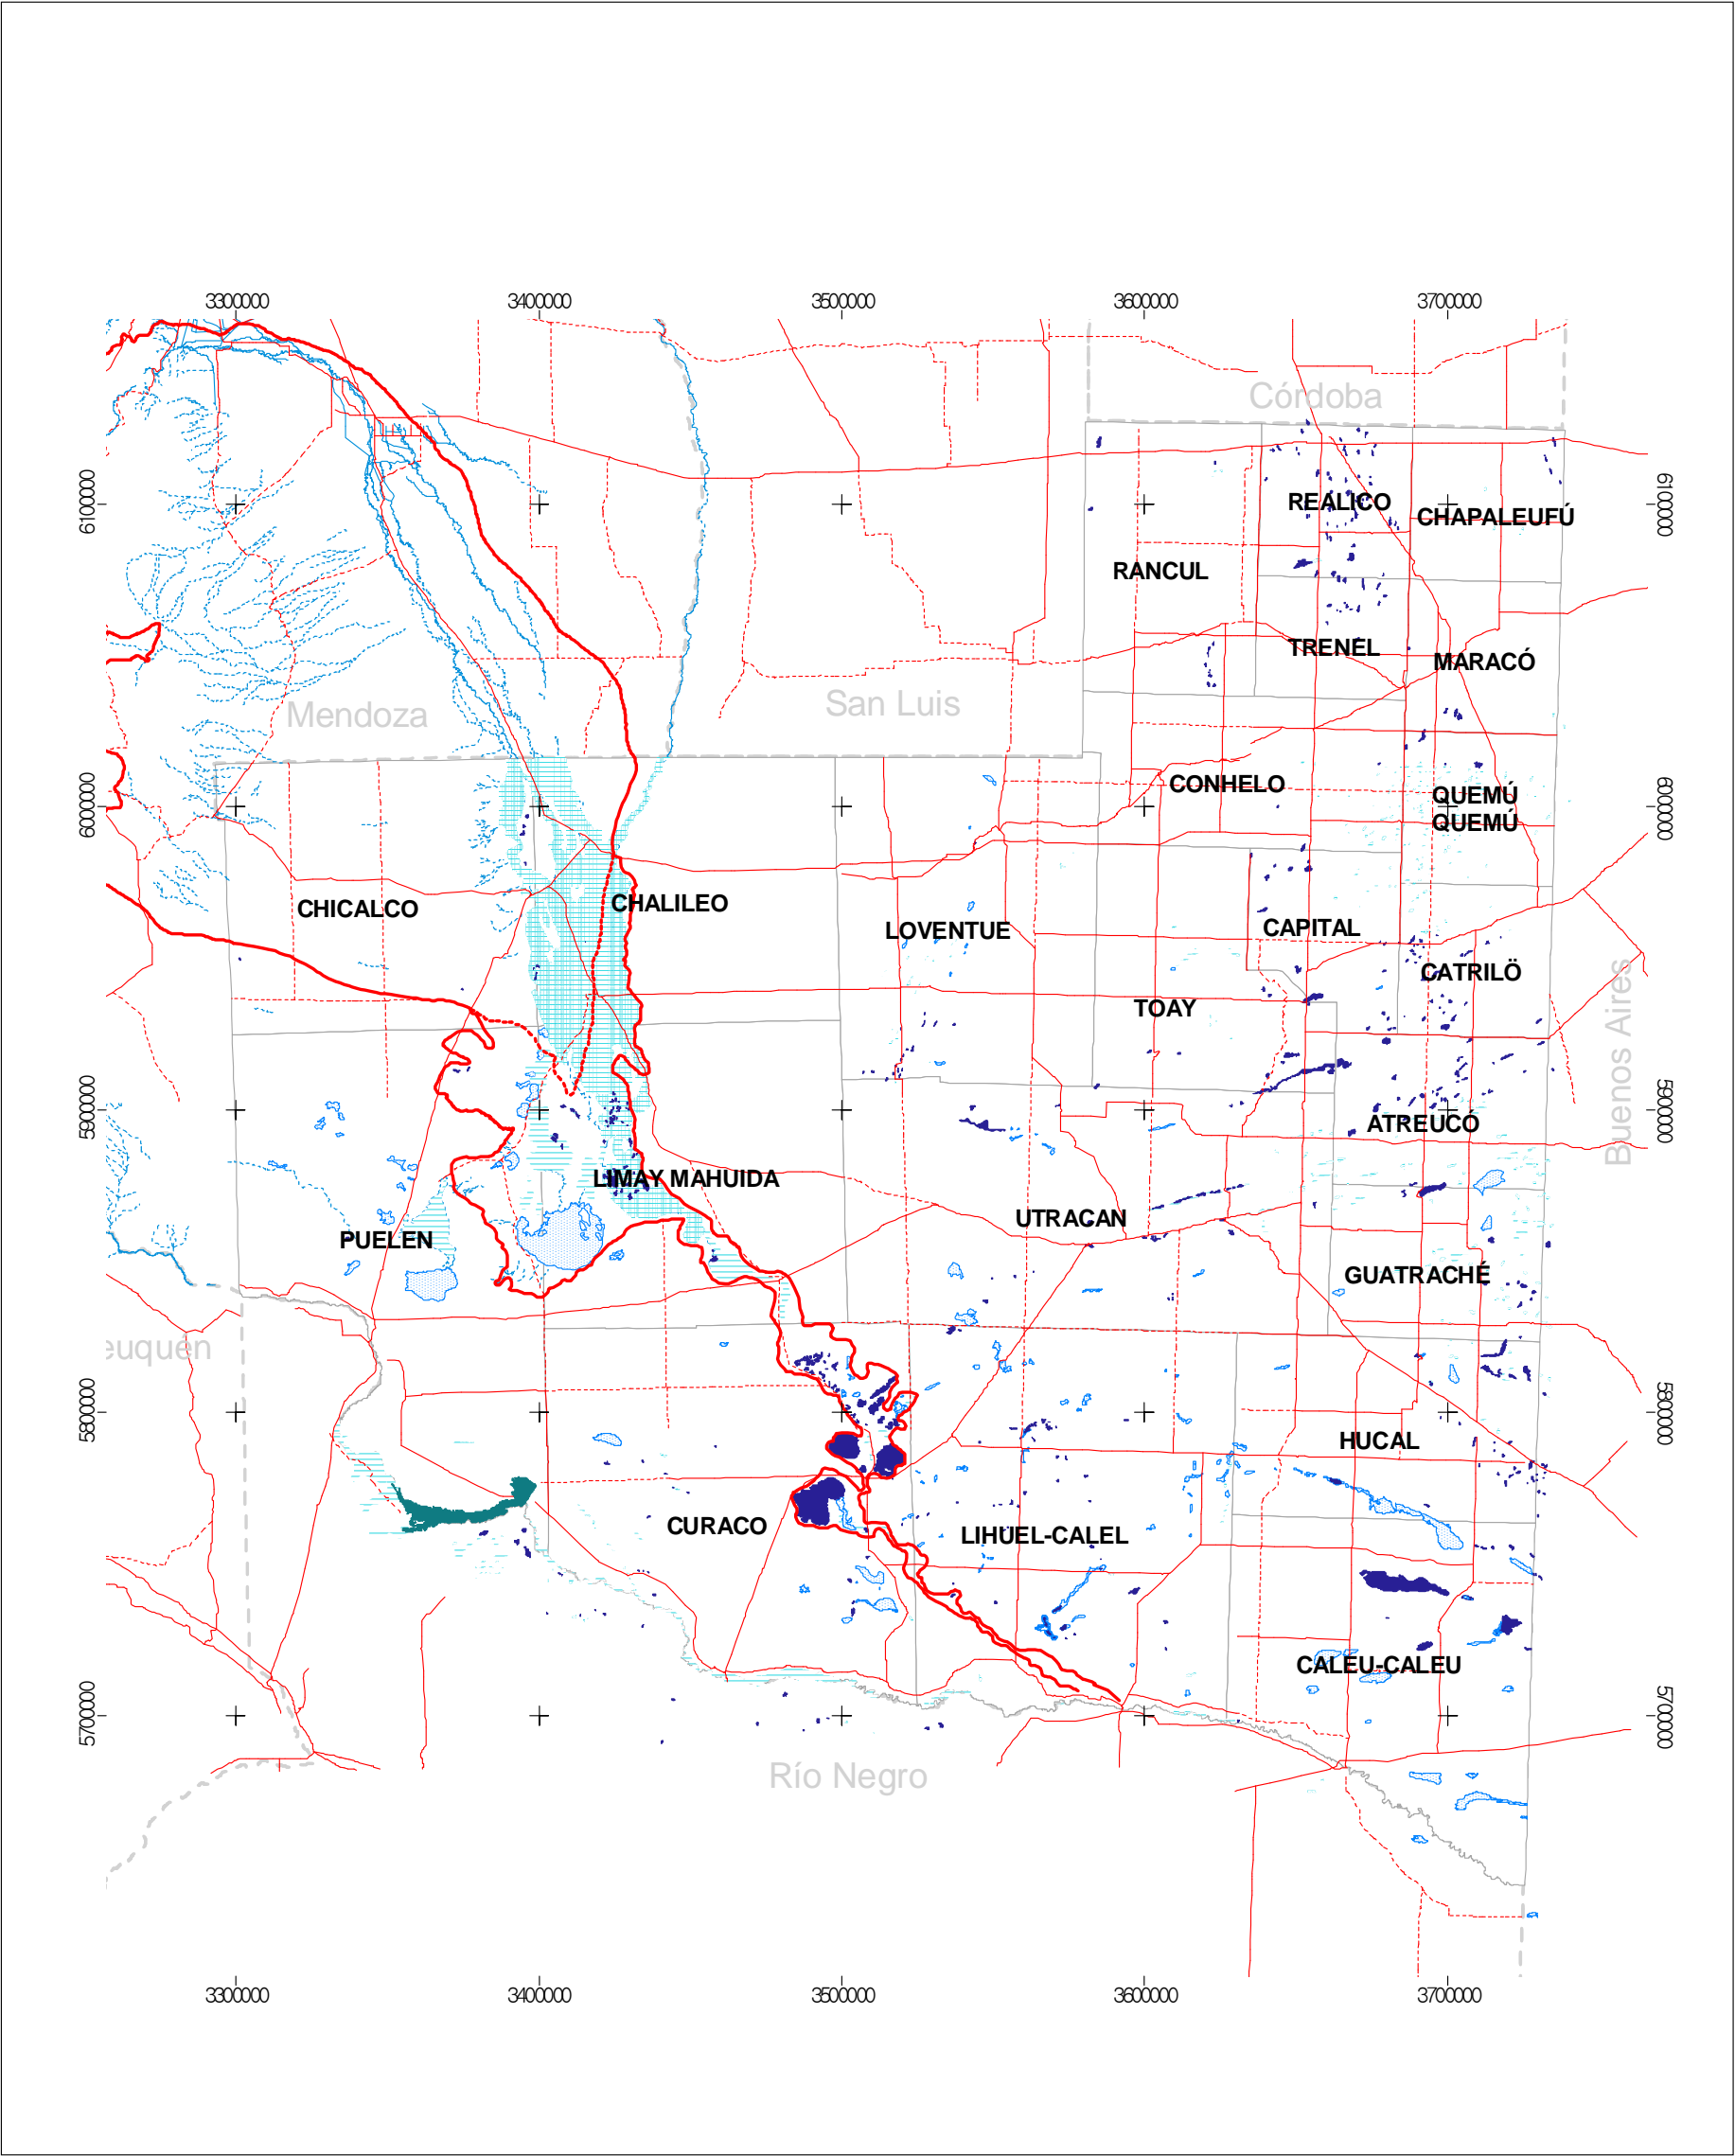 3300000 3400000 3500000 3600000 3700000
Córdoba
6100000 6100000
REALICO
CHAPALEUFÚ
RANCUL
TRENEL
MARACÓ
San Luis
Mendoza
CONHELO
QUEMÚ
QUEMÚ
6000000 6000000
CHALILEO
CHICALCO
LOVENTUE
CAPITAL
CATRILÖ
TOAY
Buenos Aires
5900000 5900000
ATREUCÓ
LIMAY MAHUIDA
UTRACAN
PUELEN
GUATRACHÉ
euquén
5800000 5800000
HUCAL
CURACO
LIHUEL-CALEL
CALEU-CALEU
5700000 5700000
Río Negro
3300000 3400000 3500000 3600000 3700000